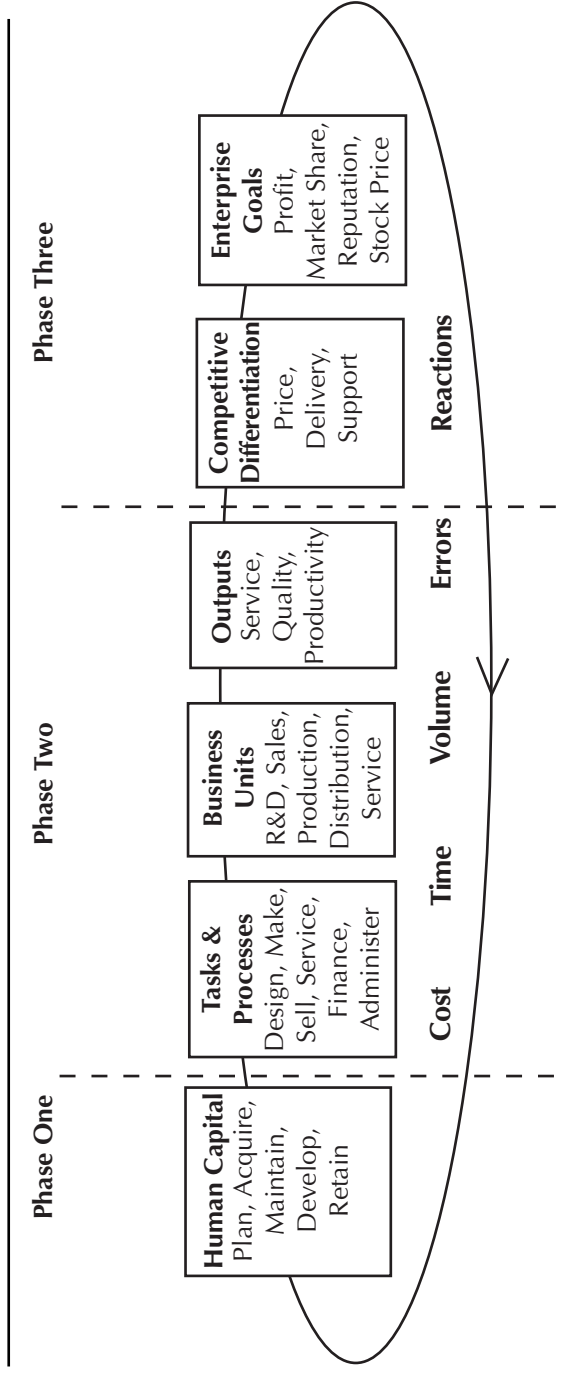 Phase One
Phase Two
Phase Three
Human Capital
Plan, Acquire,
Maintain,
Develop,
Retain
Tasks &
Processes
Design, Make,
Sell, Service,
Finance,
Administer
Business
Units
R&D, Sales,
Production,
Distribution,
Service
Outputs
Service,
Quality,
Productivity
Competitive
Differentiation
Price,
Delivery,
Support
Enterprise
Goals
Profit,
Market Share,
Reputation,
Stock Price
Cost
Time
Volume
Errors
Reactions